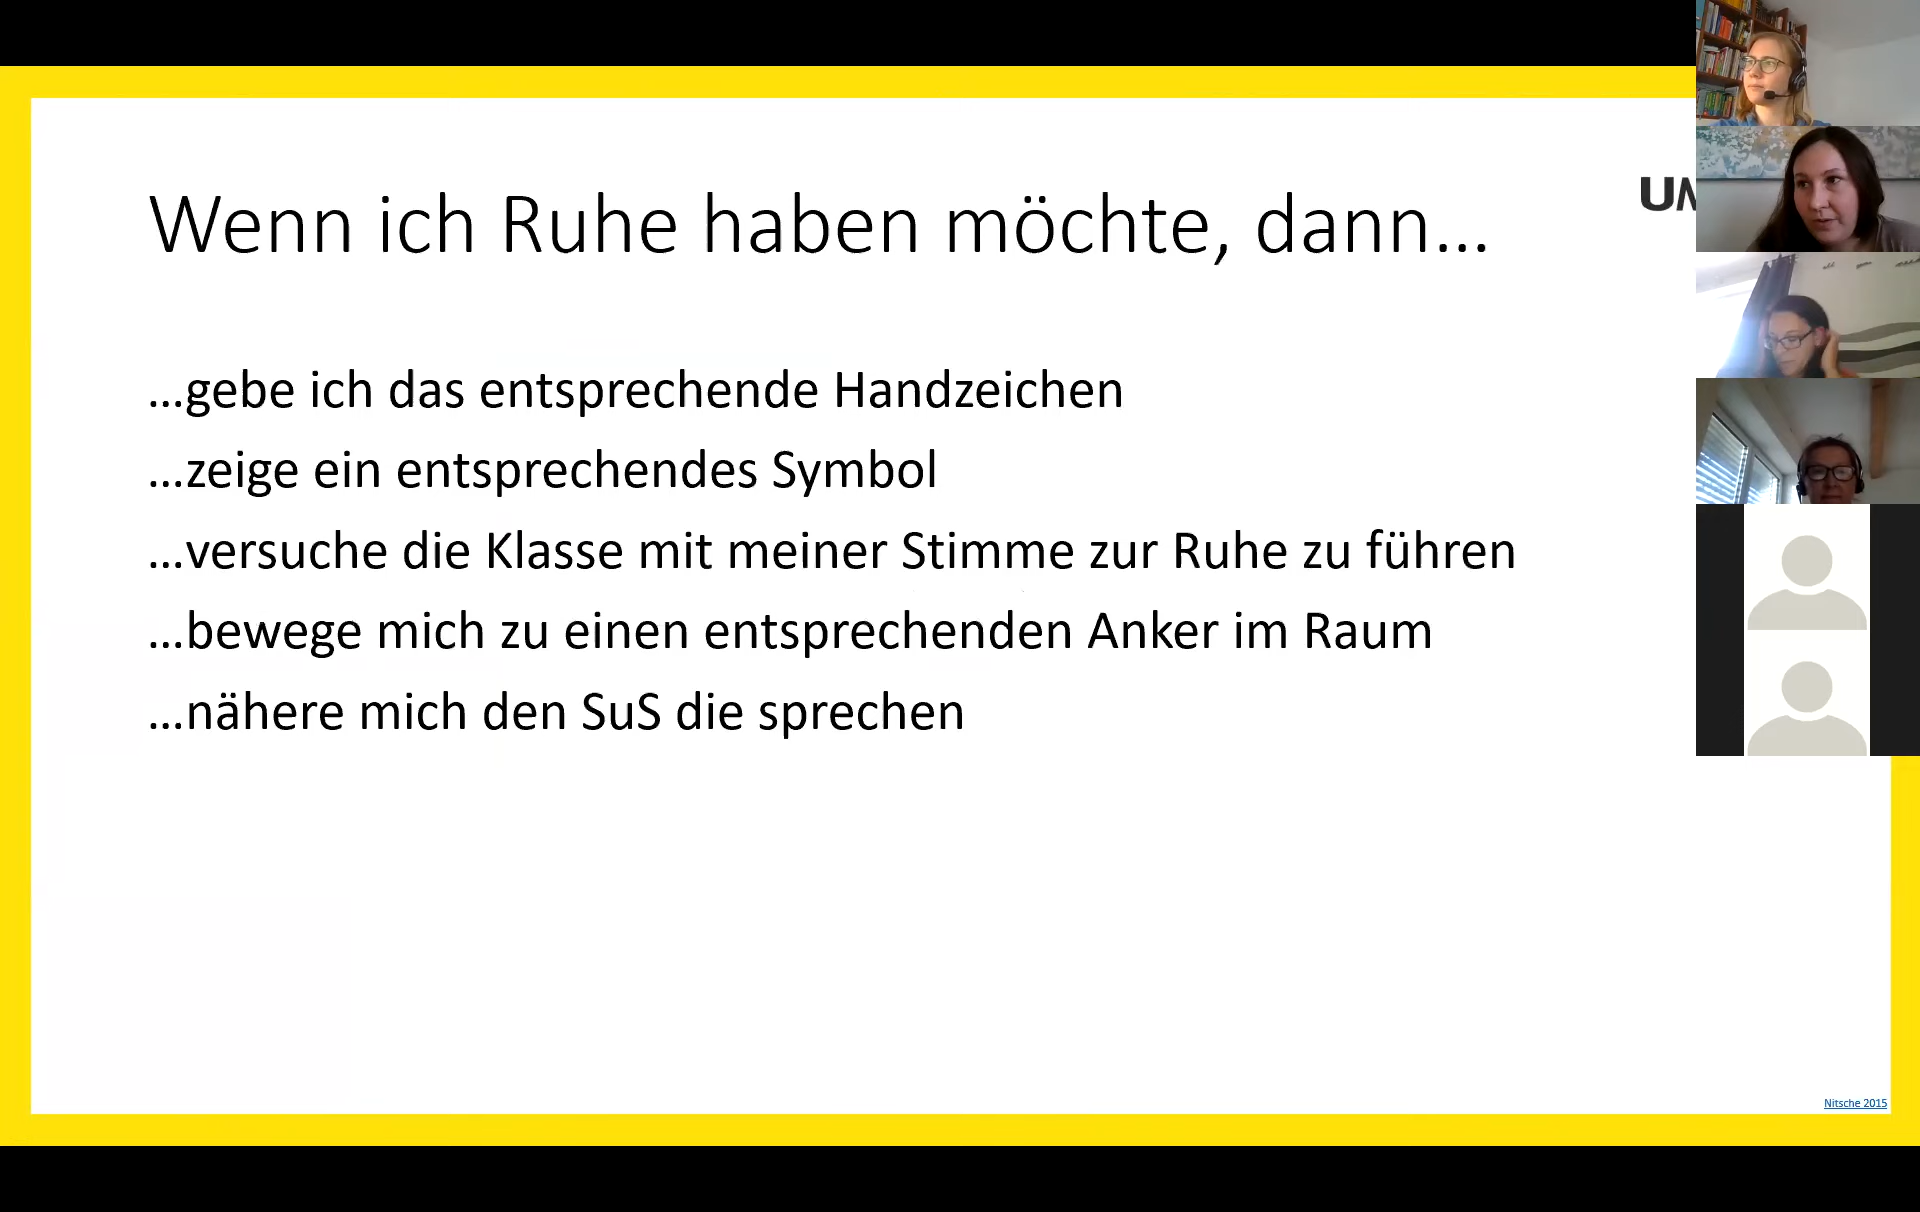 Wenn ich Ruhe haben möchte, dann...
...gebe ich das entsprechende Handzeichen
...zeige ein entsprechendes Symbol
...versuche die Klasse mit meiner Stimme zur Ruhe zu führen
...bewege mich zu einen entsprechenden Anker im Raum
...nähere mich den SuS die sprechen
Nitsche 2015